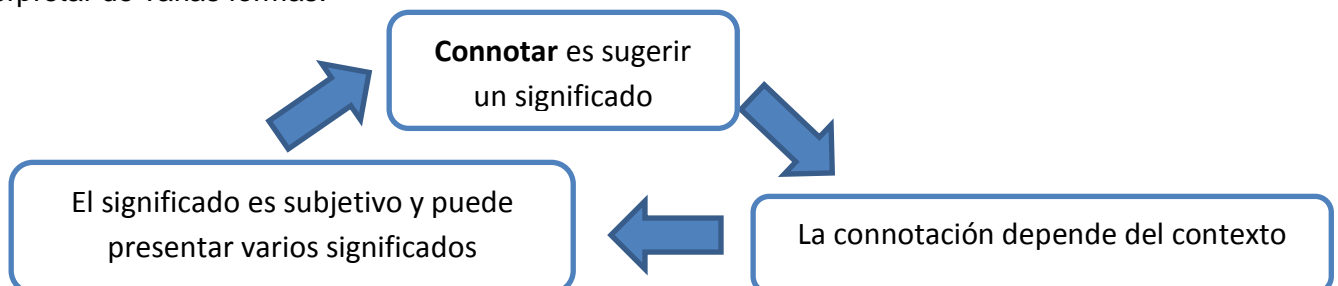 de varias formas.
Connotar es sugerir
un significado
El significado es subjetivo y puede
presentar varios significados
La connotación depende del contexto